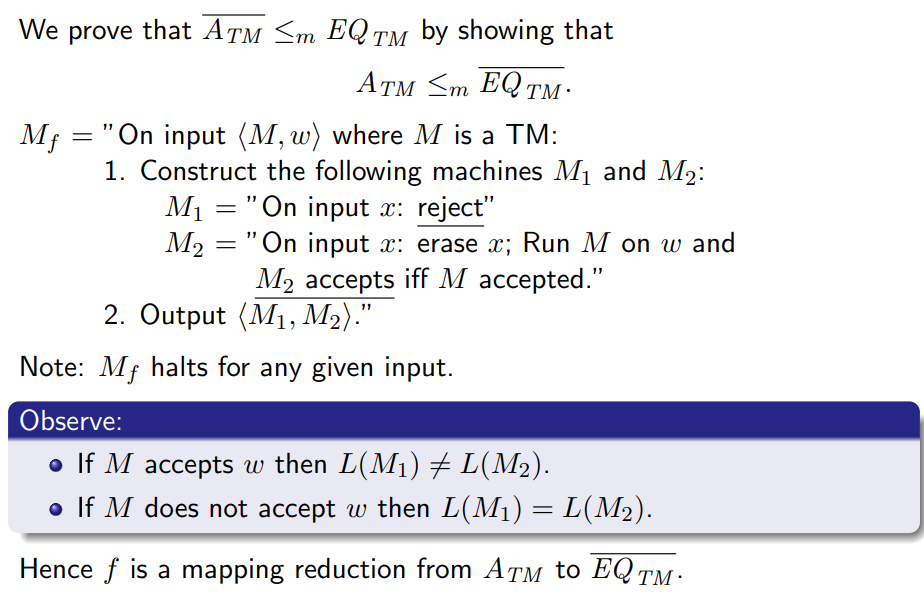 We prove that $\overline{A_{TM}} \leq_m EQ_{TM}$ by showing that
$A_{TM} \leq_m \overline{EQ_{TM}}.$
$M_f$ = "On input ⟨M, w⟩ where M is a TM:
1. Construct the following machines $M_1$ and $M_2$:
$M_1$ = "On input x: reject"
$M_2$ = "On input x: erase x; Run M on w and
$M_2$ accepts iff M accepted."
2. Output ⟨$M_1, M_2$⟩."
Note: $M_f$ halts for any given input.
Observe:
• If M accepts w then $L(M_1) \neq L(M_2)$.
• If M does not accept w then $L(M_1) = L(M_2)$.
Hence f is a mapping reduction from $A_{TM}$ to $\overline{EQ_{TM}}$.